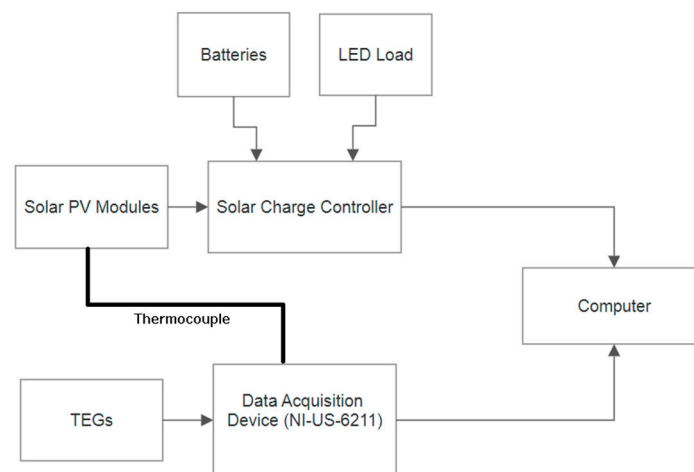 Batteries
LED Load
Solar PV Modules
Solar Charge Controller
Computer
Thermocouple
TEGs
Data Acquisition
Device (NI-US-6211)